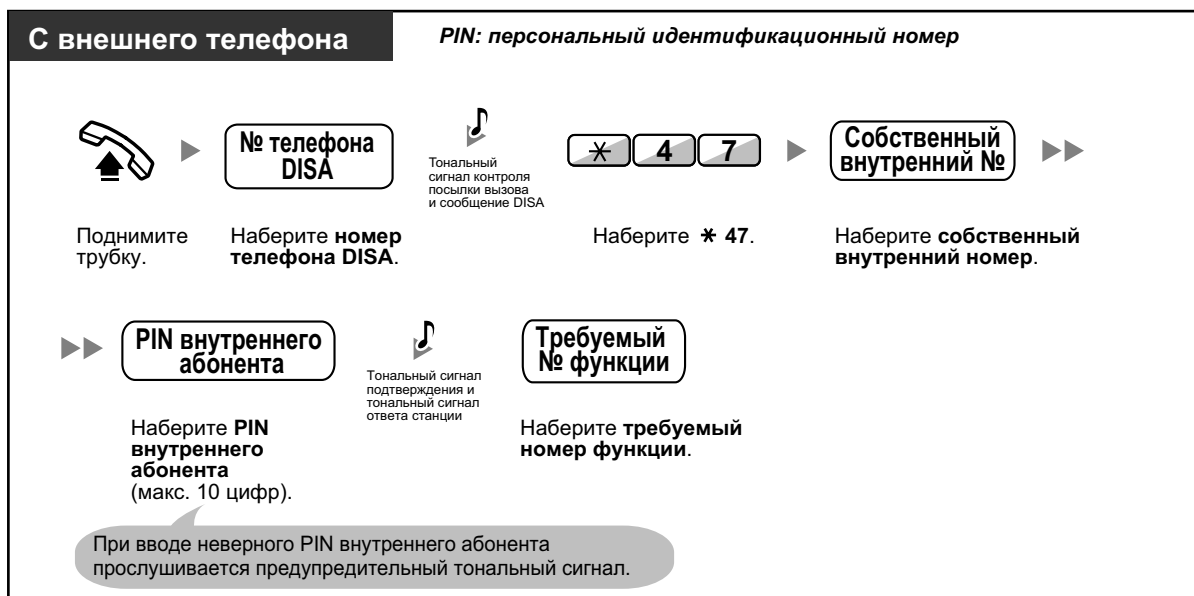 С внешнего телефона
PIN: персональный идентификационный номер
№ телефона
DISA
Тональный
сигнал контроля
посылки вызова
и сообщение DISA
* 4 7
Собственный
внутренний №
Поднимите
трубку.
Наберите номер
телефона DISA.
Наберите * 47.
Наберите собственный
внутренний номер.
PIN внутреннего
абонента
Тональный сигнал
подтверждения и
тональный сигнал
ответа станции
Требуемый
№ функции
Наберите PIN
внутреннего
абонента
(макс. 10 цифр).
Наберите требуемый
номер функции.
При вводе неверного PIN внутреннего абонента
прослушивается предупредительный тональный сигнал.